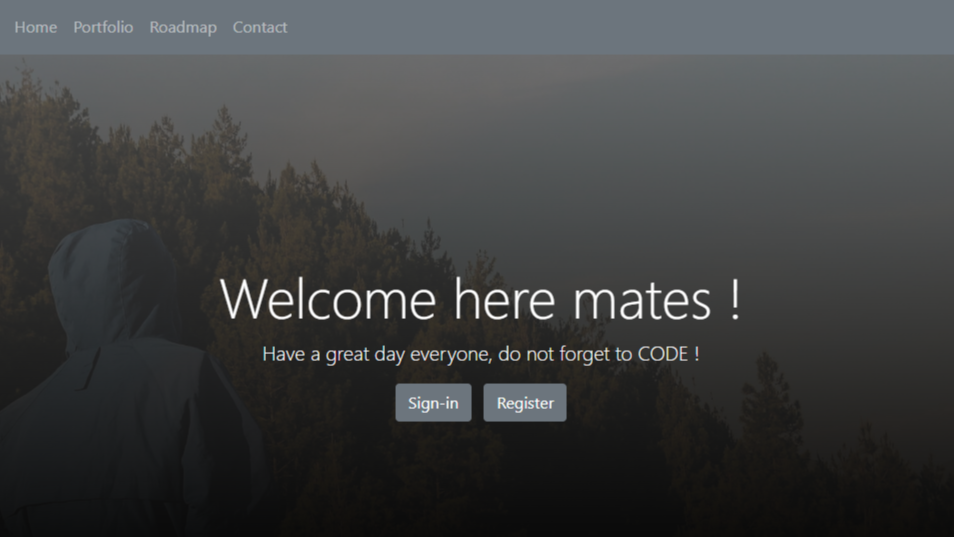 Home Portfolio Roadmap Contact
Welcome here mates !
Have a great day everyone, do not forget to CODE !
Sign-in Register